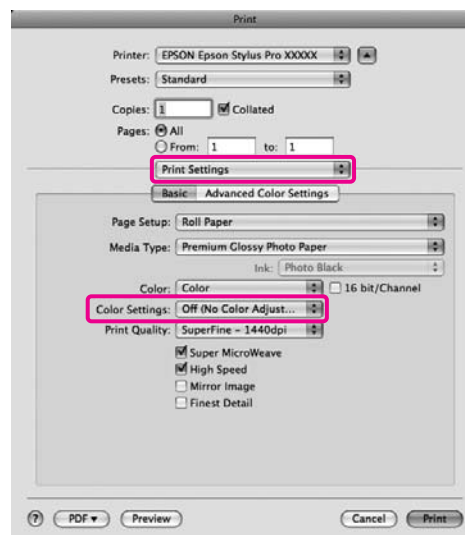 Print
Printer: EPSON Epson Stylus Pro XXXXX
Presets: Standard
Copies: 1 Collated
Pages: All
From: 1 to: 1
Print Settings
Basic Advanced Color Settings
Page Setup: Roll Paper
Media Type: Premium Glossy Photo Paper
Ink: Photo Black
Color: Color 16 bit/Channel
Color Settings: Off (No Color Adjust...
Print Quality: SuperFine - 1440dpi
Super MicroWeave
High Speed
Mirror Image
Finest Detail
? PDF Preview Cancel Print